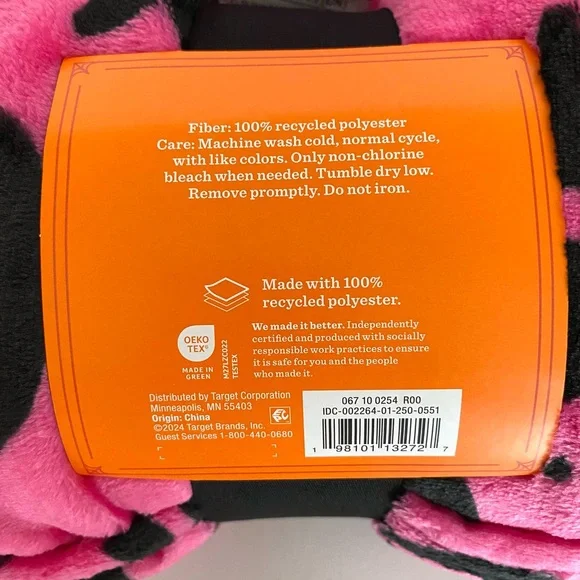 Fiber: 100% recycled polyester
Care: Machine wash cold, normal cycle,
with like colors. Only non-chlorine
bleach when needed. Tumble dry low.
Remove promptly. Do not iron.
Made with 100%
recycled polyester.
OEKO
TEX®
MADE IN
GREEN
M27LZC022
TESTEX
We made it better. Independently
certified and produced with socially
responsible work practices to ensure
it is safe for you and the people
who made it.
Distributed by Target Corporation
Minneapolis, MN 55403
Origin: China
©2024 Target Brands, Inc.
Guest Services 1-800-440-0680
067 10 0254 R00
IDC-002264-01-250-0551
1 98101 13272 7